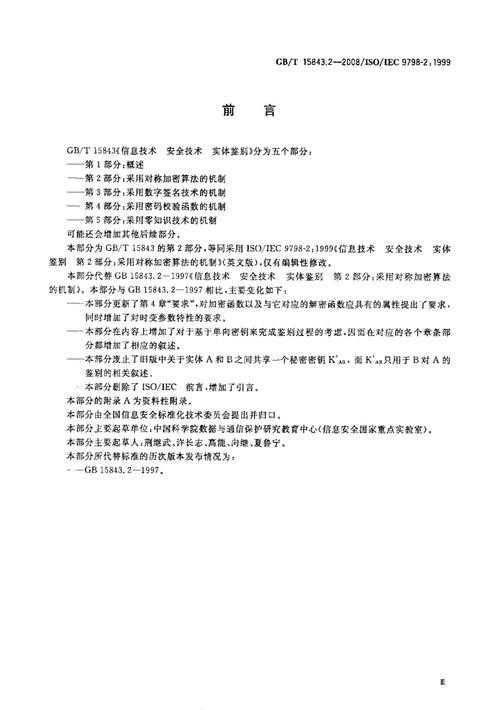 GB/T 15843.2—2008/ISO/IEC 9798-2:1999
前 言
GB/T 15843《信息技术 安全技术 实体鉴别》分为五个部分:
——第1部分:概述
——第2部分:采用对称加密算法的机制
——第3部分:采用数字签名技术的机制
——第4部分:采用密码校验函数的机制
——第5部分:采用零知识技术的机制
可能还会增加其他后续部分。
本部分为GB/T 15843的第2部分,等同采用ISO/IEC 9798-2:1999《信息技术 安全技术 实体
鉴别 第2部分:采用对称加密算法的机制》(英文版),仅有编辑性修改。
本部分代替GB 15843.2—1997《信息技术 安全技术 实体鉴别 第2部分:采用对称加密算法
的机制》。本部分与GB 15843.2—1997相比,主要变化如下:
——本部分更新了第4章“要求”,对加密函数以及与它对应的解密函数应具有的属性提出了要求,
同时增加了对时变参数特性的要求。
——本部分在内容上增加了对于基于单向密钥来完成鉴别过程的考虑,因而在对应的各个章条部
分都增加了相应的叙述。
——本部分废止了旧版中关于实体A和B之间共享一个秘密密钥K'AB,而K'AB只用于B对A的
鉴别的相关叙述.
——本部分删除了ISO/IEC 前言,增加了引言。
本部分的附录A为资料性附录。
本部分由全国信息安全标准化技术委员会提出并归口。
本部分主要起草单位:中国科学院数据与通信保护研究教育中心(信息安全国家重点实验室)。
本部分主要起草人:荆继武、许长志、高能、向继、夏鲁宁。
本部分所代替标准的历次版本发布情况为:
——GB 15843.2—1997。
Ⅲ